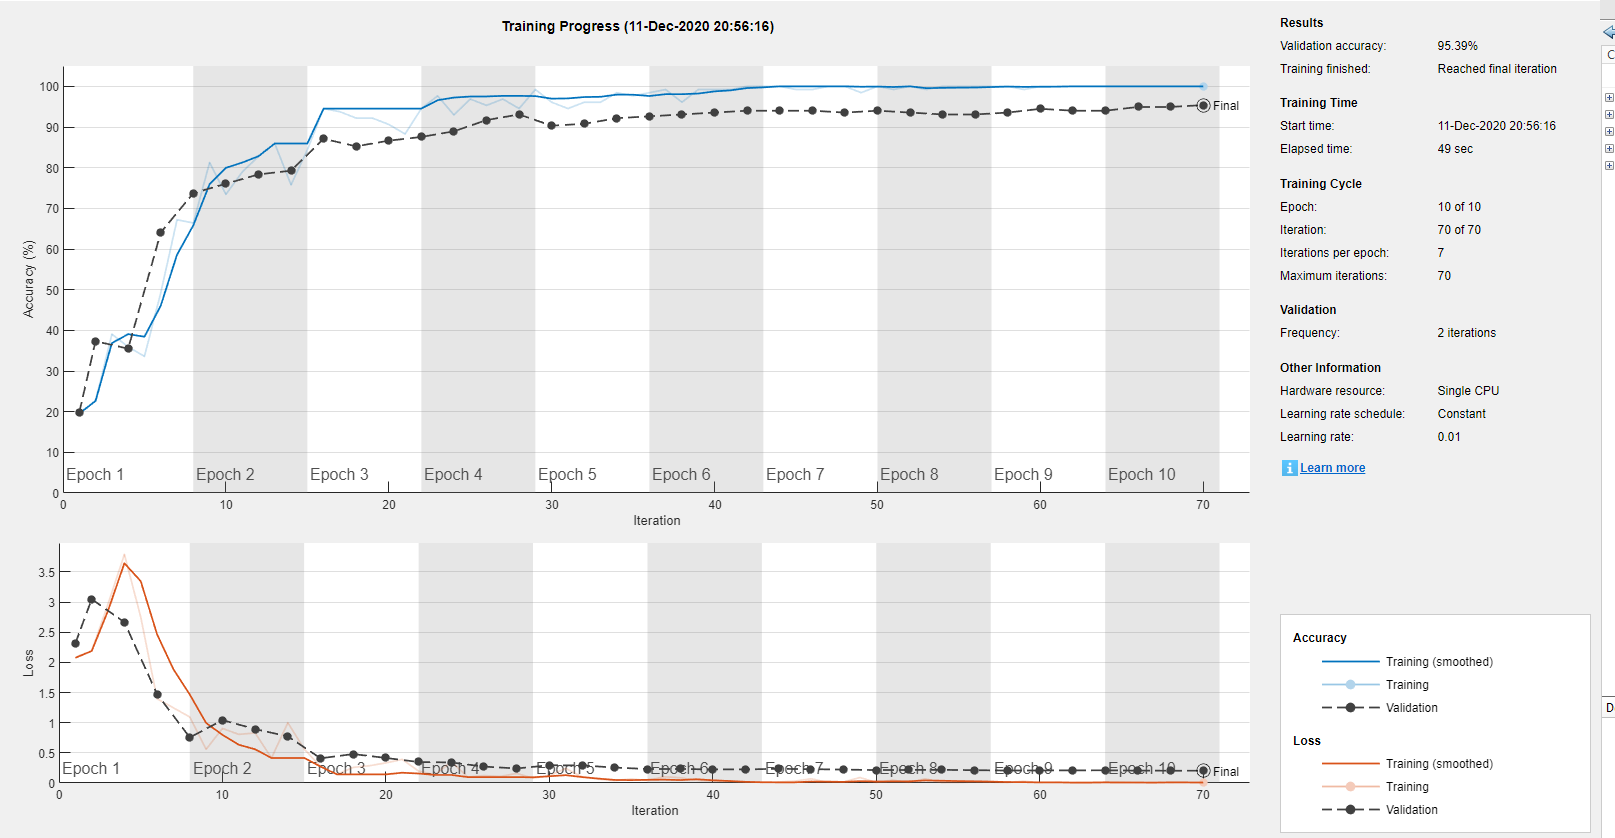 Training Progress (11-Dec-2020 20:56:16)
100
90
80
70
60
50
40
30
20
10
0
Accuracy (%)
Final
Epoch 1 Epoch 2 Epoch 3 Epoch 4 Epoch 5 Epoch 6 Epoch 7 Epoch 8 Epoch 9 Epoch 10
0 10 20 30 40 50 60 70
Iteration
3.5
3
2.5
2
1.5
1
0.5
0
Loss
Final
Epoch 1 Epoch 2 Epoch 3 Epoch 4 Epoch 5 Epoch 6 Epoch 7 Epoch 8 Epoch 9 Epoch 10
0 10 20 30 40 50 60 70
Iteration
Results
Validation accuracy: 95.39%
Training finished: Reached final iteration
Training Time
Start time: 11-Dec-2020 20:56:16
Elapsed time: 49 sec
Training Cycle
Epoch: 10 of 10
Iteration: 70 of 70
Iterations per epoch: 7
Maximum iterations: 70
Validation
Frequency: 2 iterations
Other Information
Hardware resource: Single CPU
Learning rate schedule: Constant
Learning rate: 0.01
i Learn more
Accuracy
Training (smoothed)
Training
Validation
Loss
Training (smoothed)
Training
Validation